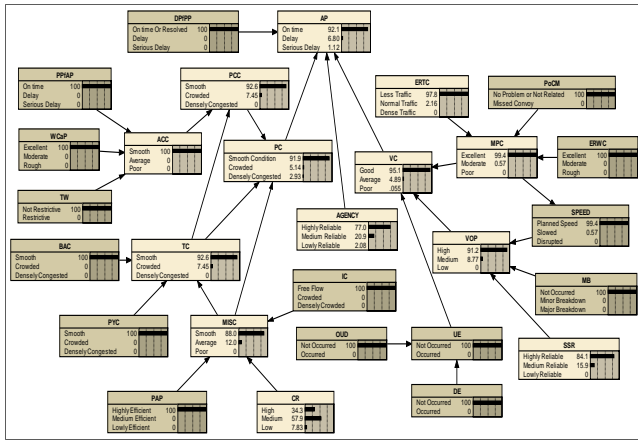 DPfPP
On time Or Resolved 100
Delay 0
Serious Delay 0
AP
On time 92.1
Delay 6.80
Serious Delay 1.12
PPfAP
On time 100
Delay 0
Serious Delay 0
PCC
Smooth 92.6
Crowded 7.45
Densely Congested 0
ERTC
Less Traffic 97.8
Normal Traffic 2.16
Dense Traffic 0
PoCM
No Problem or Not Related 100
Missed Convoy 0
WCaP
Excellent 100
Moderate 0
Rough 0
ACC
Smooth 100
Average 0
Poor 0
PC
Smooth Condition 91.9
Crowded 5.14
Densely Congested 2.93
VC
Good 95.1
Average 4.89
Poor .055
MPC
Excellent 99.4
Moderate 0.57
Poor 0
ERWC
Excellent 100
Moderate 0
Rough 0
TW
Not Restrictive 100
Restrictive 0
AGENCY
Highly Reliable 77.0
Medium Reliable 20.9
Lowly Reliable 2.08
SPEED
Planned Speed 99.4
Slowed 0.57
Disrupted 0
BAC
Smooth 100
Crowded 0
Densely Congested 0
TC
Smooth 92.6
Crowded 7.45
Densely Congested 0
VOP
High 91.2
Medium 8.77
Low 0
IC
Free Flow 100
Crowded 0
Densely Crowded 0
MB
Not Occurred 100
Minor Breakdown 0
Major Breakdown 0
PYC
Smooth 100
Crowded 0
Densely Congested 0
MISC
Smooth 88.0
Average 12.0
Poor 0
OUD
Not Occurred 100
Occurred 0
UE
Not Occurred 100
Occurred 0
SSR
Highly Reliable 84.1
Medium Reliable 15.9
Lowly Reliable 0
PAP
Highly Efficient 100
Medium Efficient 0
Lowly Efficient 0
CR
High 34.3
Medium 57.9
Low 7.83
DE
Not Occurred 100
Occurred 0